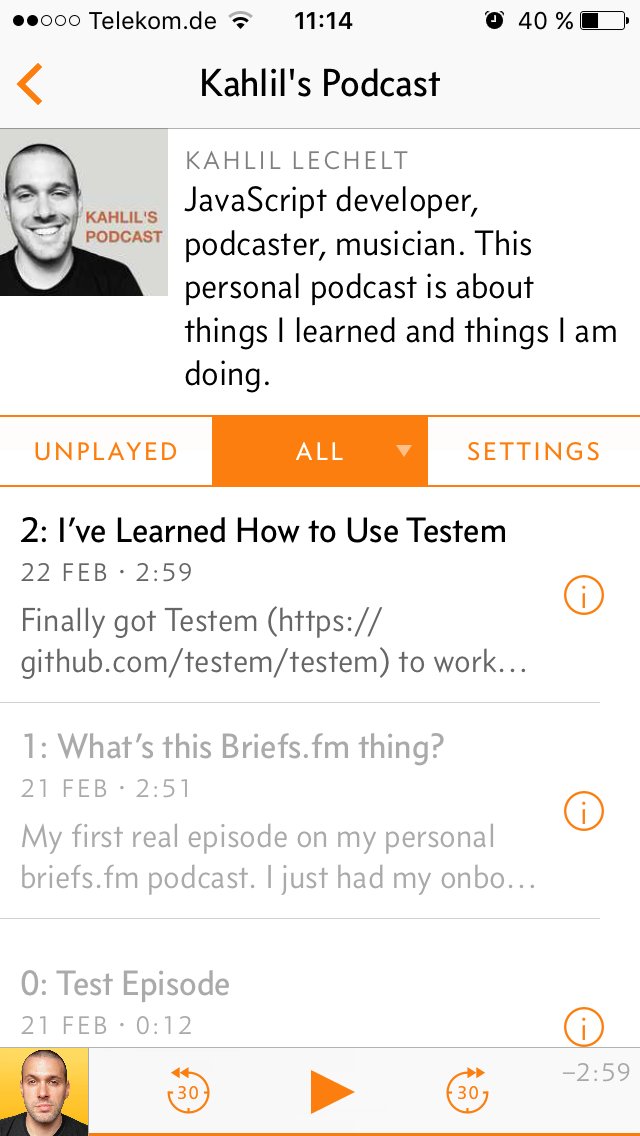 Telekom.de 11:14 40 %
Kahlil's Podcast
KAHLIL'S
PODCAST
KAHLIL LECHELT
JavaScript developer,
podcaster, musician. This
personal podcast is about
things I learned and things I am
doing.
UNPLAYED ALL SETTINGS
2: I’ve Learned How to Use Testem
22 FEB · 2:59
Finally got Testem (https://
github.com/testem/testem) to work…
1: What’s this Briefs.fm thing?
21 FEB · 2:51
My first real episode on my personal
briefs.fm podcast. I just had my onbo…
0: Test Episode
21 FEB · 0:12
30 30 –2:59